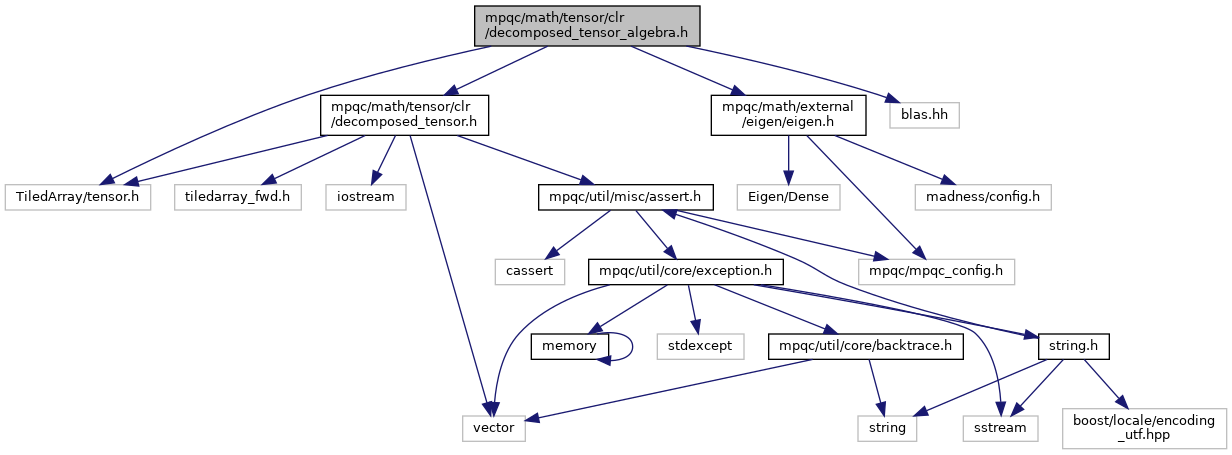 mpqc/math/tensor/clr
/decomposed_tensor_algebra.h
mpqc/math/tensor/clr
/decomposed_tensor.h
mpqc/math/external
/eigen/eigen.h
blas.hh
TiledArray/tensor.h
tiledarray_fwd.h
iostream
mpqc/util/misc/assert.h
Eigen/Dense
madness/config.h
cassert
mpqc/util/core/exception.h
mpqc/mpqc_config.h
memory
stdexcept
mpqc/util/core/backtrace.h
string.h
vector
string
sstream
boost/locale/encoding
_utf.hpp